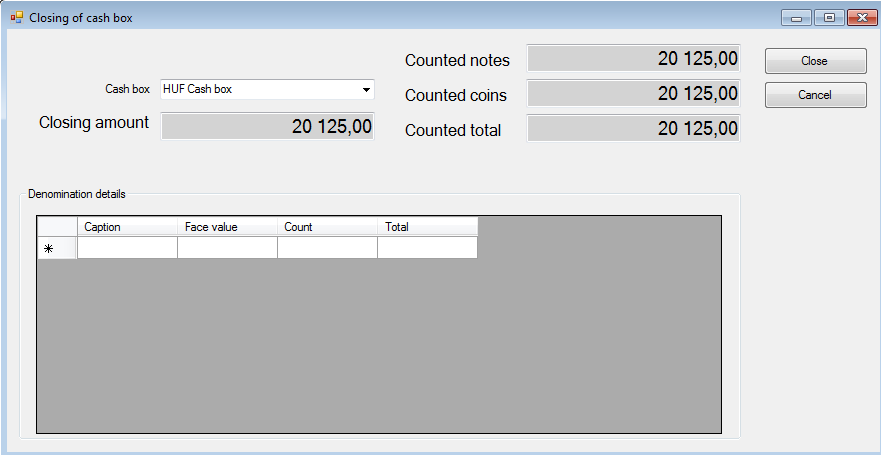 Closing of cash box
Cash box HUF Cash box
Closing amount 20 125,00
Counted notes 20 125,00
Counted coins 20 125,00
Counted total 20 125,00
Close
Cancel
Denomination details
Caption Face value Count Total